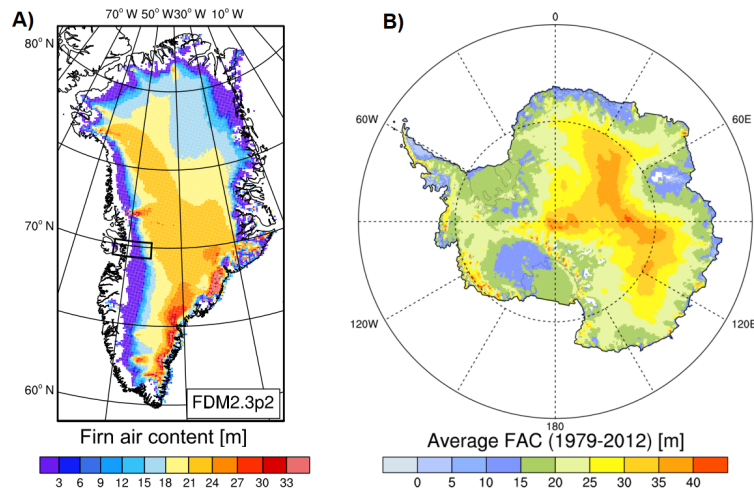 A)
70° W 50° W 30° W 10° W
80° N
70° N
60° N
FDM2.3p2
Firn air content [m]
3 6 9 12 15 18 21 24 27 30 33
B)
0
60W
60E
120W
120E
180
Average FAC (1979-2012) [m]
0 5 10 15 20 25 30 35 40